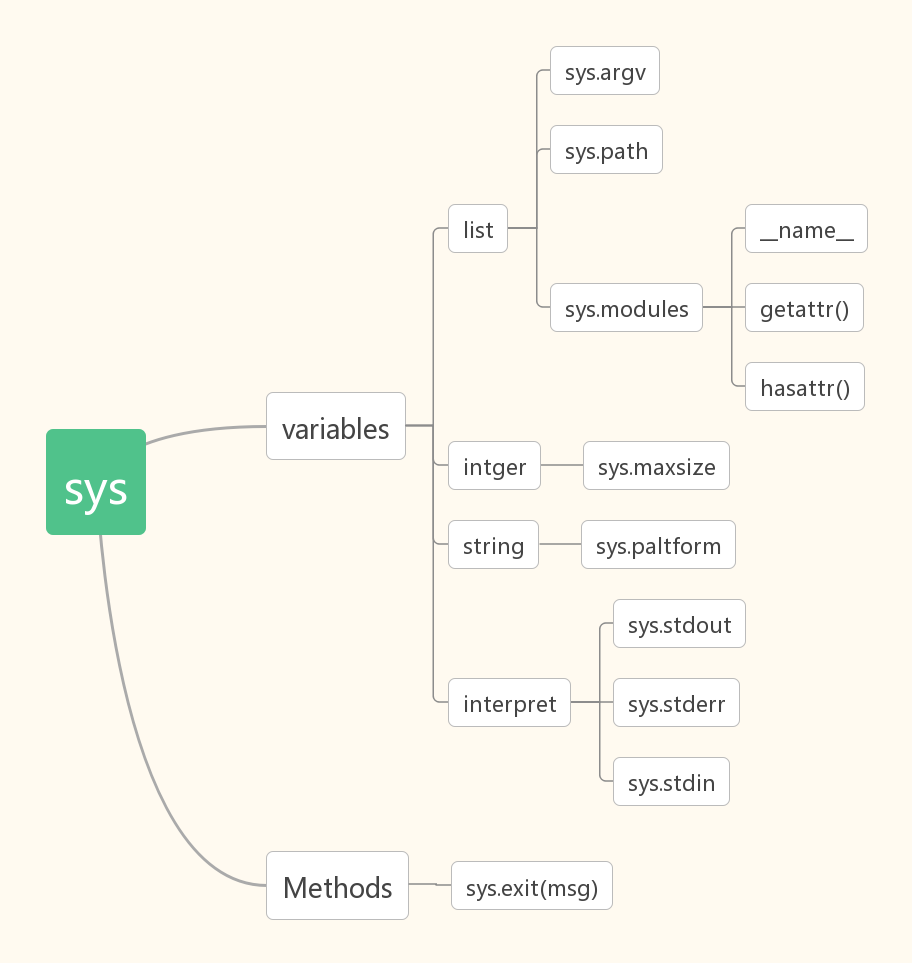 sys
variables
list
sys.argv
sys.path
sys.modules
__name__
getattr()
hasattr()
intger
sys.maxsize
string
sys.paltform
interpret
sys.stdout
sys.stderr
sys.stdin
Methods
sys.exit(msg)